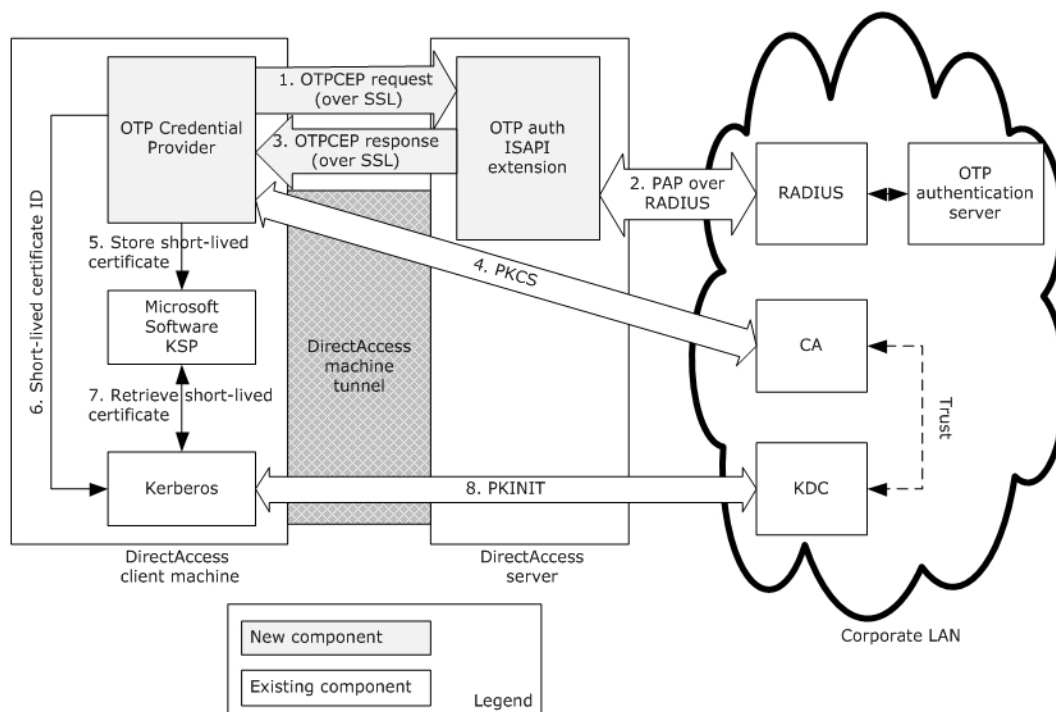 OTP Credential
Provider
1. OTPCEP request
(over SSL)
3. OTPCEP response
(over SSL)
OTP auth
ISAPI
extension
2. PAP over
RADIUS
RADIUS
OTP
authentication
server
4. PKCS
5. Store short-lived
certificate
6. Short-lived certificate ID
Microsoft
Software
KSP
DirectAccess
machine
tunnel
CA
7. Retrieve short-lived
certificate
Trust
Kerberos
8. PKINIT
KDC
DirectAccess
client machine
DirectAccess
server
Corporate LAN
New component
Existing component
Legend